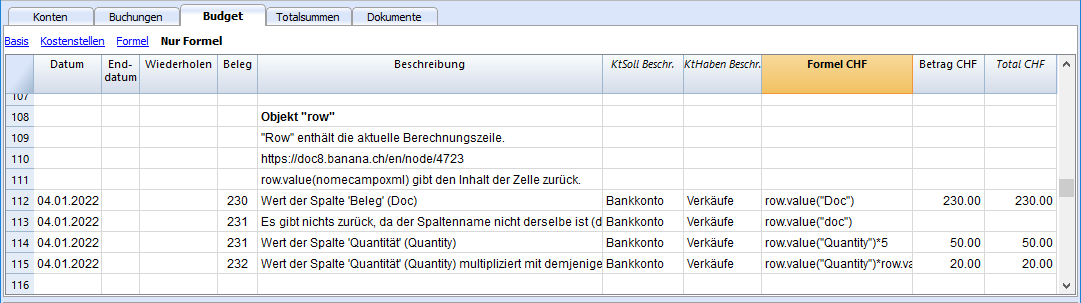 Konten Buchungen Budget Totalsummen Dokumente
Basis Kostenstellen Formel Nur Formel
Datum End-datum Wiederholen Beleg Beschreibung KtSoll Beschr. KtHaben Beschr. Formel CHF Betrag CHF Total CHF
107
108 Objekt "row"
109 "Row" enthält die aktuelle Berechnungszeile.
110 https://doc8.banana.ch/en/node/4723
111 row.value(nomecampoxml) gibt den Inhalt der Zelle zurück.
112 04.01.2022 230 Wert der Spalte 'Beleg' (Doc) Bankkonto Verkäufe row.value("Doc") 230.00 230.00
113 04.01.2022 231 Es gibt nichts zurück, da der Spaltenname nicht derselbe ist (d Bankkonto Verkäufe row.value("doc")
114 04.01.2022 231 Wert der Spalte 'Quantität' (Quantity) Bankkonto Verkäufe row.value("Quantity")*5 50.00 50.00
115 04.01.2022 232 Wert der Spalte 'Quantität' (Quantity) multipliziert mit demjenige Bankkonto Verkäufe row.value("Quantity")*row.va 20.00 20.00
116